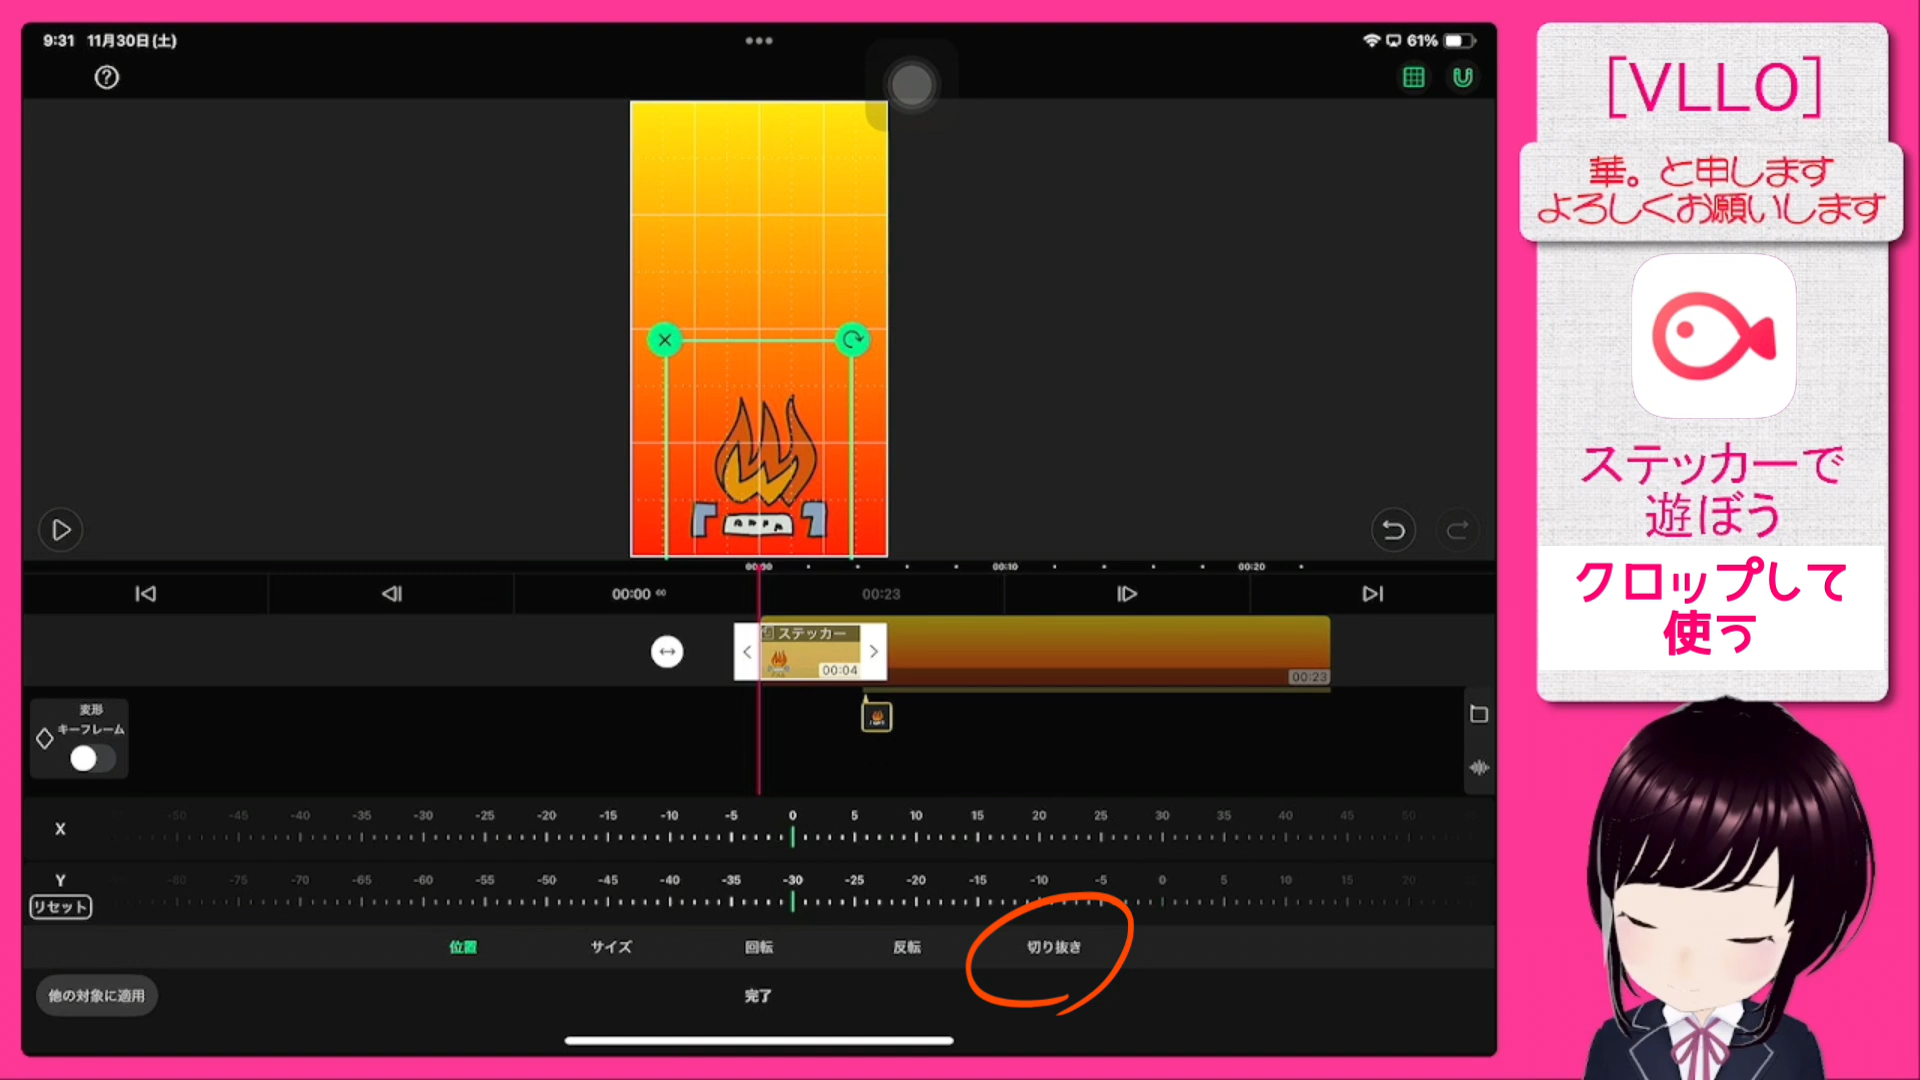 9:31 11月30日(土)
61%
[VLLO]
華。と申します
よろしくお願いします
ステッカーで
遊ぼう
クロップして
使う
00:00
00:10
00:20
00:00
00:23
ステッカー
00:04
00:23
変形
キーフレーム
X
-50 -45 -40 -35 -30 -25 -20 -15 -10 -5 0 5 10 15 20 25 30 35 40 45 50
Y
-80 -75 -70 -65 -60 -55 -50 -45 -40 -35 -30 -25 -20 -15 -10 -5 0 5 10 15 20
リセット
位置 サイズ 回転 反転 切り抜き
他の対象に適用
完了